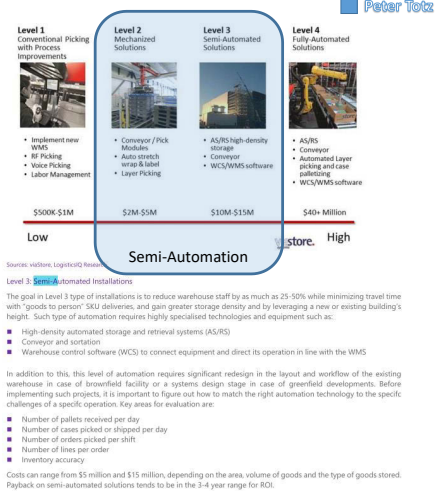 Peter Totz
Level 1
Conventional Picking
with Process
Improvements
Level 2
Mechanized
Solutions
Level 3
Semi-Automated
Solutions
Level 4
Fully-Automated
Solutions
• Implement new
WMS
• RF Picking
• Voice Picking
• Labor Management
• Conveyor / Pick
Modules
• Auto stretch
wrap & label
• Layer Picking
• AS/RS high-density
storage
• Conveyor
• WCS/WMS software
• AS/RS
• Conveyor
• Automated Layer
picking and case
palletizing
• WCS/WMS software
$500K-$1M
$2M-$5M
$10M-$15M
$40+ Million
Low
Semi-Automation
store.
High
Sources: viaStore, LogisticsIQ
Level 3: Semi-Automated Installations
The goal in Level 3 type of installations is to reduce warehouse staff by as much as 25-50% while minimizing travel time
with "goods to person" SKU deliveries, and gain greater storage density and by leveraging a new or existing building's
height. Such type of automation requires highly specialised technologies and equipment such as:
■ High-density automated storage and retrieval systems (AS/RS)
■ Conveyor and sortation
■ Warehouse control software (WCS) to connect equipment and direct its operation in line with the WMS
In addition to this, this level of automation requires significant redesign in the layout and workflow of the existing
warehouse in case of brownfield facility or a systems design stage in case of greenfield developments. Before
implementing such projects, it is important to figure out how to match the right automation technology to the specifc
challenges of a specifc operation. Key areas for evaluation are:
■ Number of pallets received per day
■ Number of cases picked or shipped per day
■ Number of orders picked per shift
■ Number of lines per order
■ Inventory accuracy
Costs can range from $5 million and $15 million, depending on the area, volume of goods and the type of goods stored.
Payback on semi-automated solutions tends to be in the 3-4 year range for ROI.